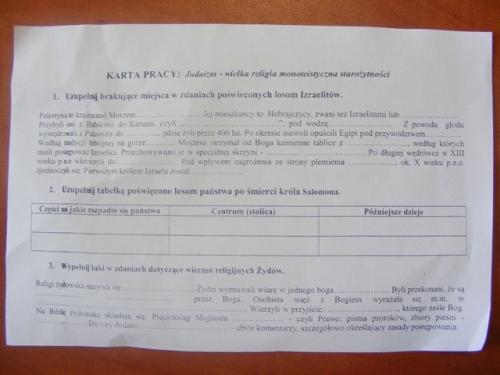 KARTA PRACY: Judaizm - wielka religia monoteistyczna starożytności
1. Uzupełnij brakujące miejsca w zdaniach poświęconych losom Izraelitów.
Palestyna to kraina nad Morzem .......... Jej mieszkańcy to Hebrajczycy, zwani też Izraelitami lub ..........
Przybyli oni z Babilonii do Kanaan, czyli „..........”, pod wodzą .......... Z powodu głodu
wywędrowali z Palestyny do .........., gdzie żyli przez 400 lat. Po okresie niewoli opuścili Egipt pod przywództwem ..........
Według tradycji biblijnej na górze .......... Mojżesz otrzymał od Boga kamienne tablice z .........., według których
mieli postępować Izraelici. Przechowywano je w specjalnej skrzyni - .......... Po długiej wędrówce w XIII
wieku p.n.e. wkroczyli do .......... Pod wpływem zagrożenia ze strony plemienia .........., ok. X wieku p.n.e.
zjednoczyli się. Pierwszym królem Izraela został ..........
2. Uzupełnij tabelkę poświęcono losom państwa po śmierci króla Salomona.
Części na jakie rozpadło się państwo Centrum (stolica) Późniejsze dzieje
3. Wypełnij luki w zdaniach dotyczące wierzeń religijnych Żydów.
Religi żydowska nazywa się .......... Żydzi wyznawali wiarę w jednego boga .......... Byli przekonani, że są
.......... przez Boga. Osobista więź z Bogiem wyrażała się m.in. w
.......... Wierzyli w przyjście: .........., którego ześle Bog.
Na Biblię żydowską składają się: Pięcioksiąg Mojżesza .......... - czyli Prawo; pisma proroków, zbiory pieśni -
.......... Do tory dodano .......... - zbiór komentarzy, szczegółowo określający zasady postępowania.